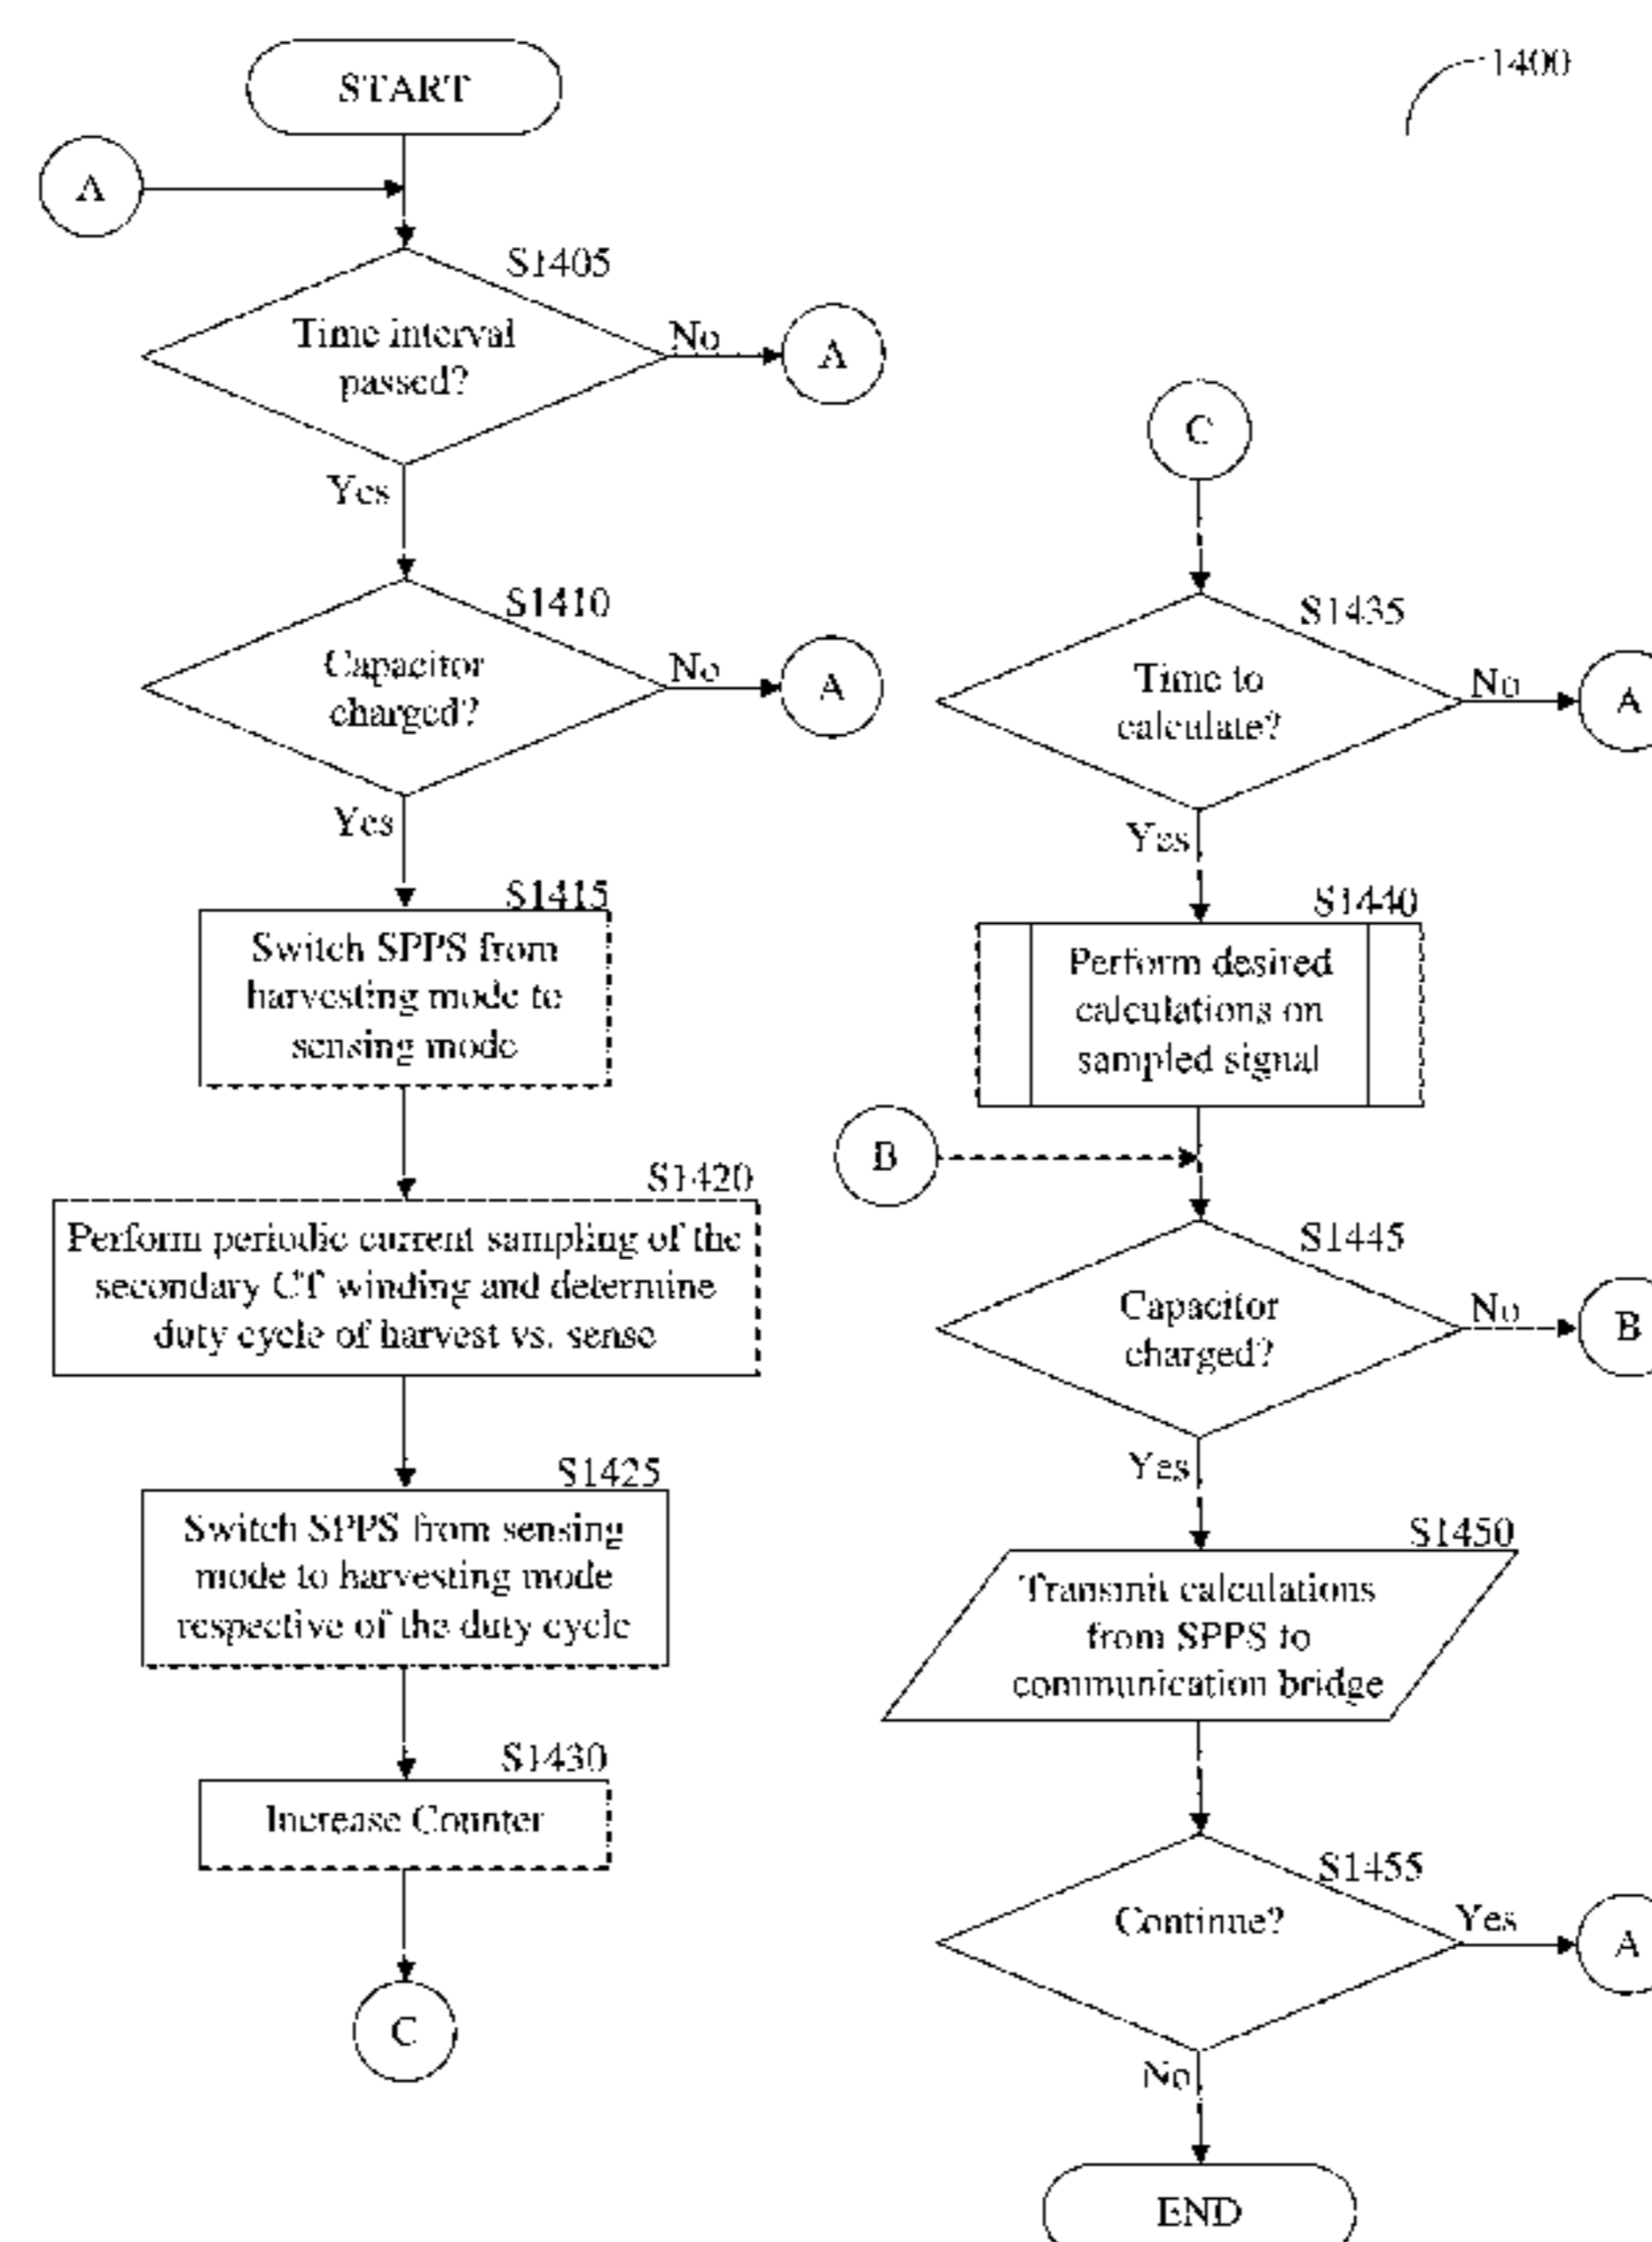 1400
START
A
S1405
Time interval
passed?
No
A
Yes
S1410
Capacitor
charged?
No
A
Yes
S1415
Switch SPPS from
harvesting mode to
sensing mode
S1420
Perform periodic current sampling of the
secondary CT winding and determine
duty cycle of harvest vs. sense
S1425
Switch SPPS from sensing
mode to harvesting mode
respective of the duty cycle
S1430
Increase Counter
C
C
S1435
Time to
calculate?
No
A
Yes
S1440
Perform desired
calculations on
sampled signal
B
S1445
Capacitor
charged?
No
B
Yes
S1450
Transmit calculations
from SPPS to
communication bridge
S1455
Continue?
Yes
A
No
END